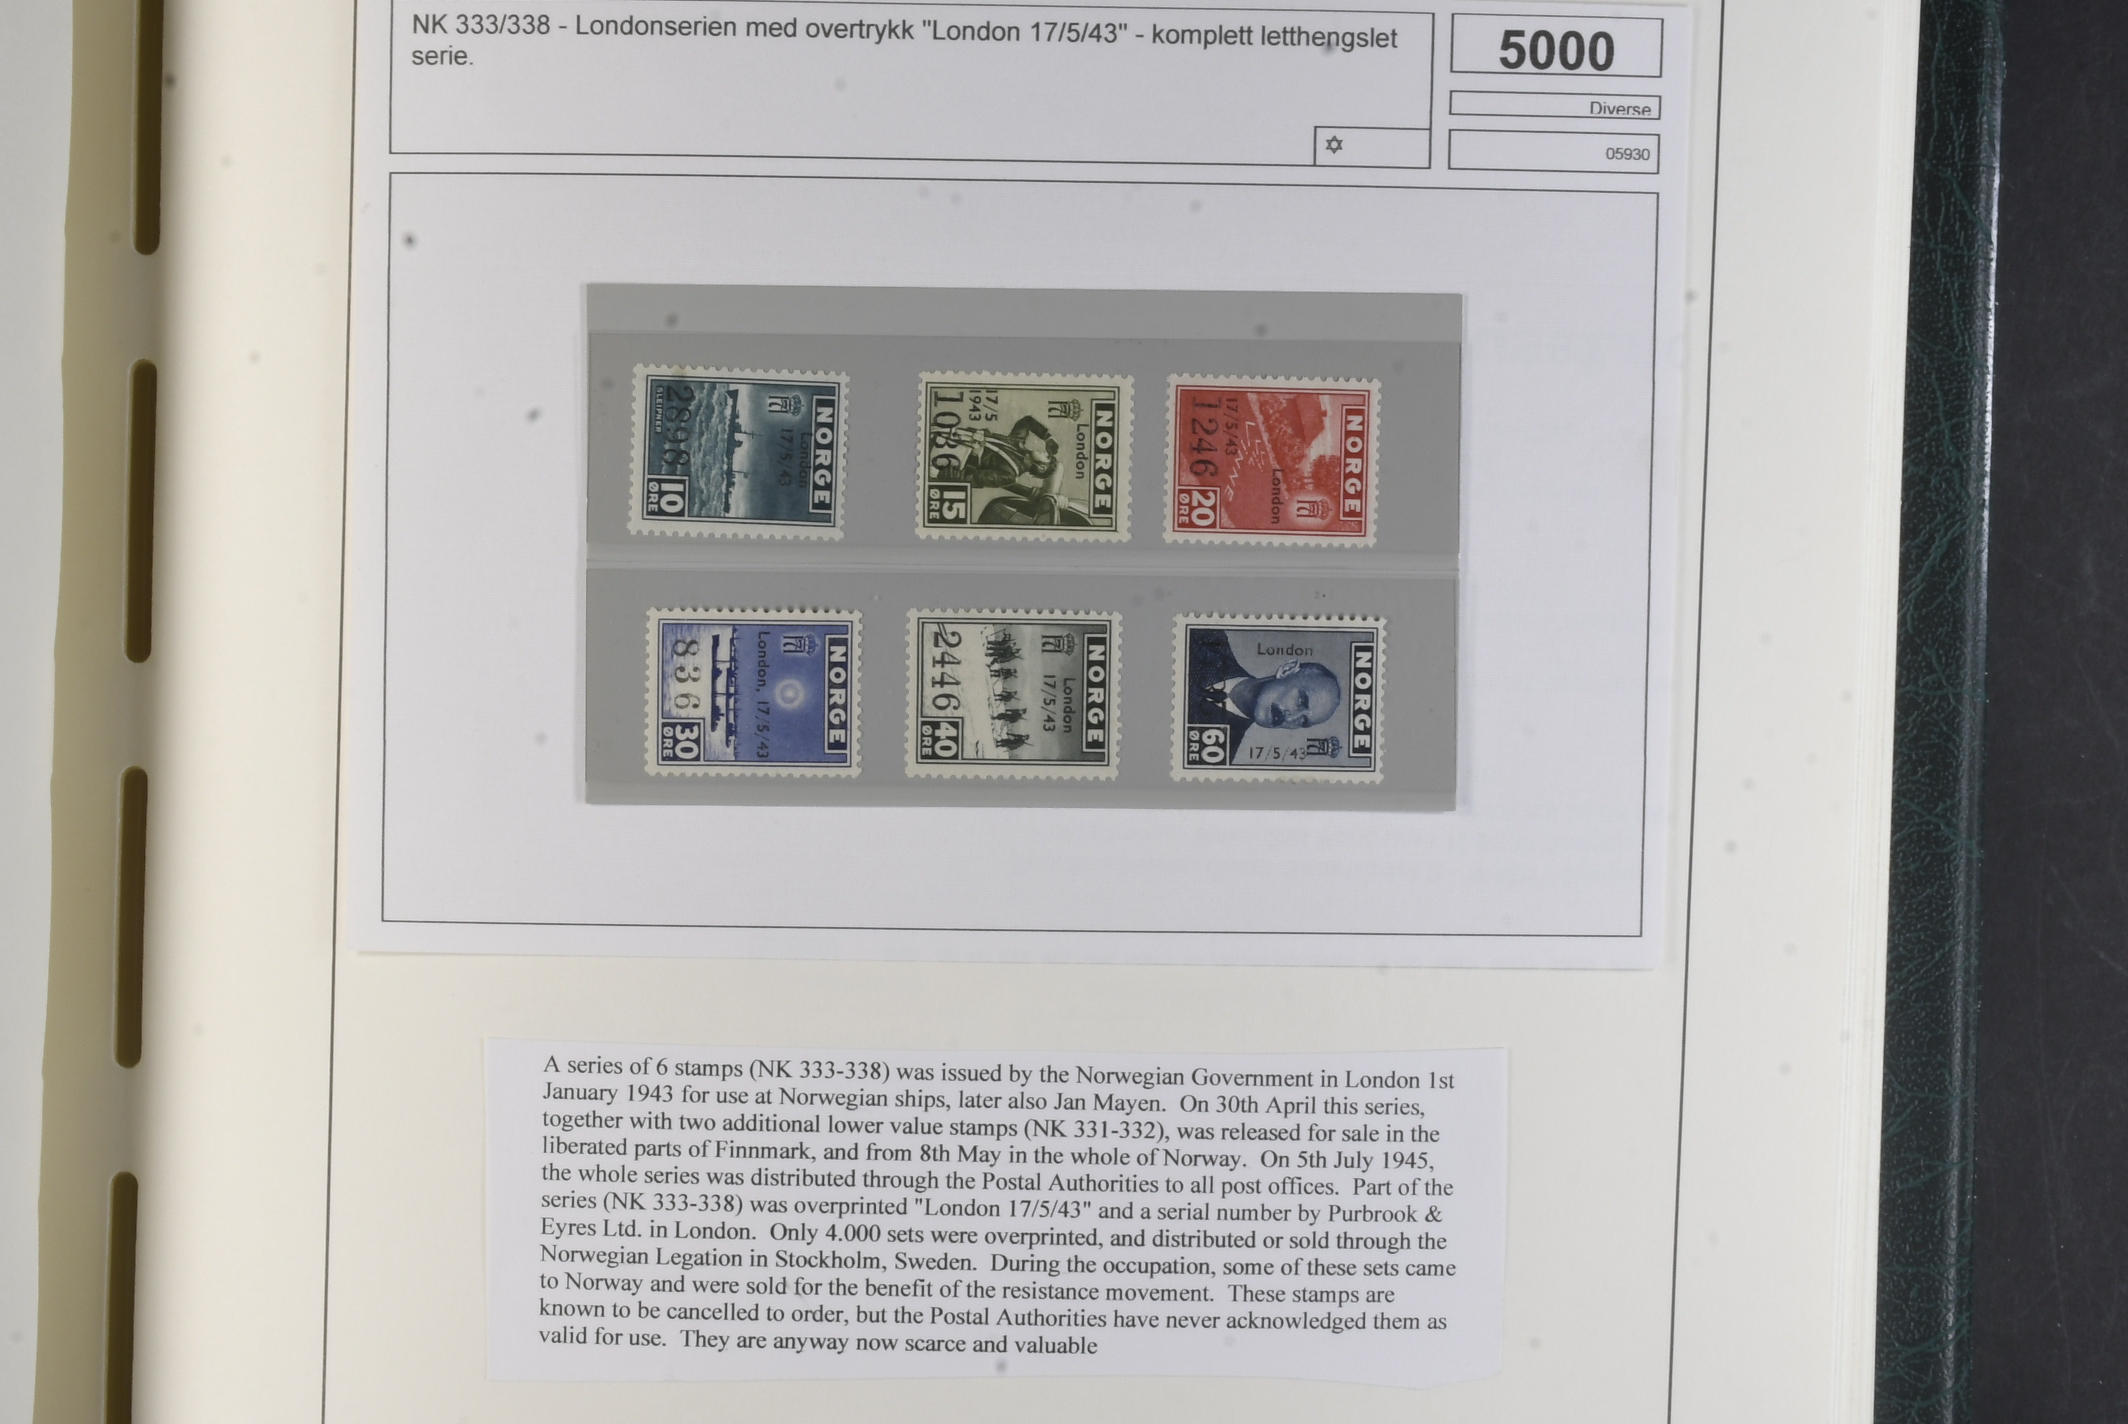 NK 333/338 - Londonserien med overtrykk "London 17/5/43" - komplett letthengslet
serie.
5000
Diverse
05930
NORGE
London
17/5/43
2898
SLEIPNER
10
ØRE
NORGE
London
17/5
1943
1086
15
ØRE
NORGE
London
17/5/43
1246
20
ØRE
NORGE
London, 17/5/43
836
30
ØRE
NORGE
London
17/5/43
2446
40
ØRE
NORGE
London
17/5/43
60
ØRE
A series of 6 stamps (NK 333-338) was issued by the Norwegian Government in London 1st
January 1943 for use at Norwegian ships, later also Jan Mayen. On 30th April this series,
together with two additional lower value stamps (NK 331-332), was released for sale in the
liberated parts of Finnmark, and from 8th May in the whole of Norway. On 5th July 1945,
the whole series was distributed through the Postal Authorities to all post offices. Part of the
series (NK 333-338) was overprinted "London 17/5/43" and a serial number by Purbrook &
Eyres Ltd. in London. Only 4.000 sets were overprinted, and distributed or sold through the
Norwegian Legation in Stockholm, Sweden. During the occupation, some of these sets came
to Norway and were sold for the benefit of the resistance movement. These stamps are
known to be cancelled to order, but the Postal Authorities have never acknowledged them as
valid for use. They are anyway now scarce and valuable